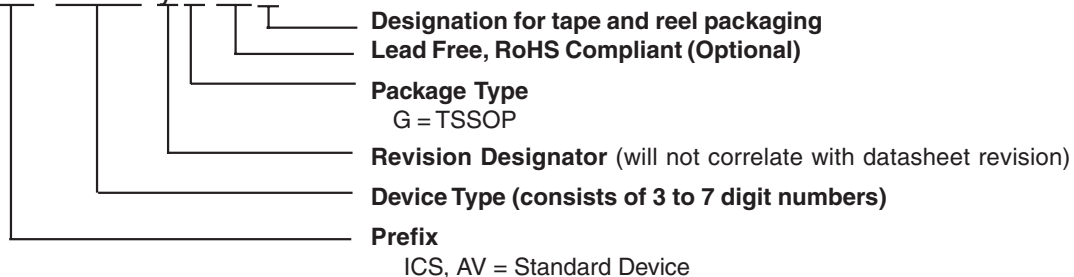 Designation for tape and reel packaging
Lead Free, RoHS Compliant (Optional)
Package Type
G = TSSOP
Revision Designator (will not correlate with datasheet revision)
Device Type (consists of 3 to 7 digit numbers)
Prefix
ICS, AV = Standard Device